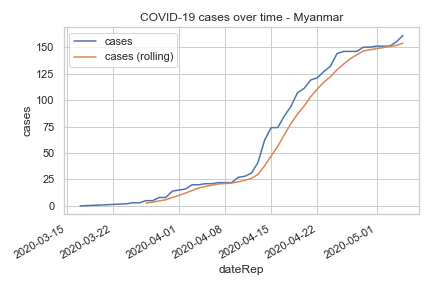 COVID-19 cases over time - Myanmar
cases
cases (rolling)
150
125
100
75
50
25
0
cases
2020-03-15
2020-03-22
2020-04-01
2020-04-08
2020-04-15
2020-04-22
2020-05-01
dateRep